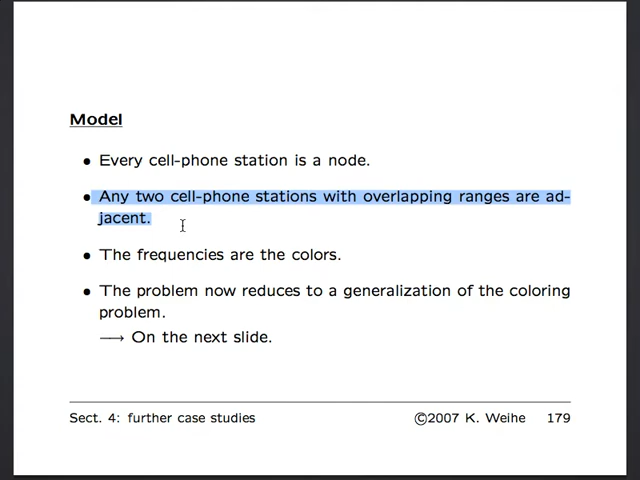 Model
• Every cell-phone station is a node.
• Any two cell-phone stations with overlapping ranges are ad-
jacent.
• The frequencies are the colors.
• The problem now reduces to a generalization of the coloring
problem.
⟶ On the next slide.
Sect. 4: further case studies ©2007 K. Weihe 179